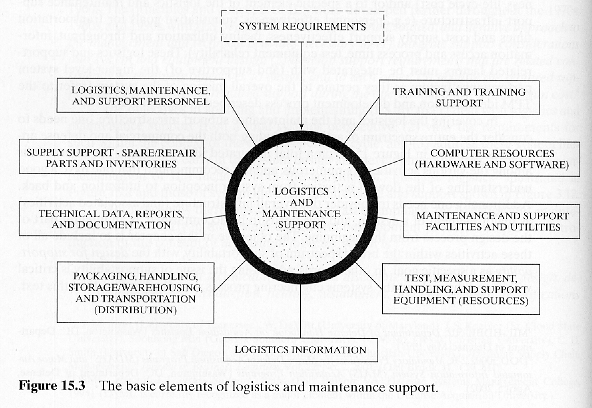 SYSTEM REQUIREMENTS
LOGISTICS, MAINTENANCE,
AND SUPPORT PERSONNEL
TRAINING AND TRAINING
SUPPORT
SUPPLY SUPPORT - SPARE/REPAIR
PARTS AND INVENTORIES
COMPUTER RESOURCES
(HARDWARE AND SOFTWARE)
LOGISTICS
AND
MAINTENANCE
SUPPORT
TECHNICAL DATA, REPORTS,
AND DOCUMENTATION
MAINTENANCE AND SUPPORT
FACILITIES AND UTILITIES
PACKAGING, HANDLING,
STORAGE/WAREHOUSING,
AND TRANSPORTATION
(DISTRIBUTION)
TEST, MEASUREMENT,
HANDLING, AND SUPPORT
EQUIPMENT (RESOURCES)
LOGISTICS INFORMATION
Figure 15.3 The basic elements of logistics and maintenance support.